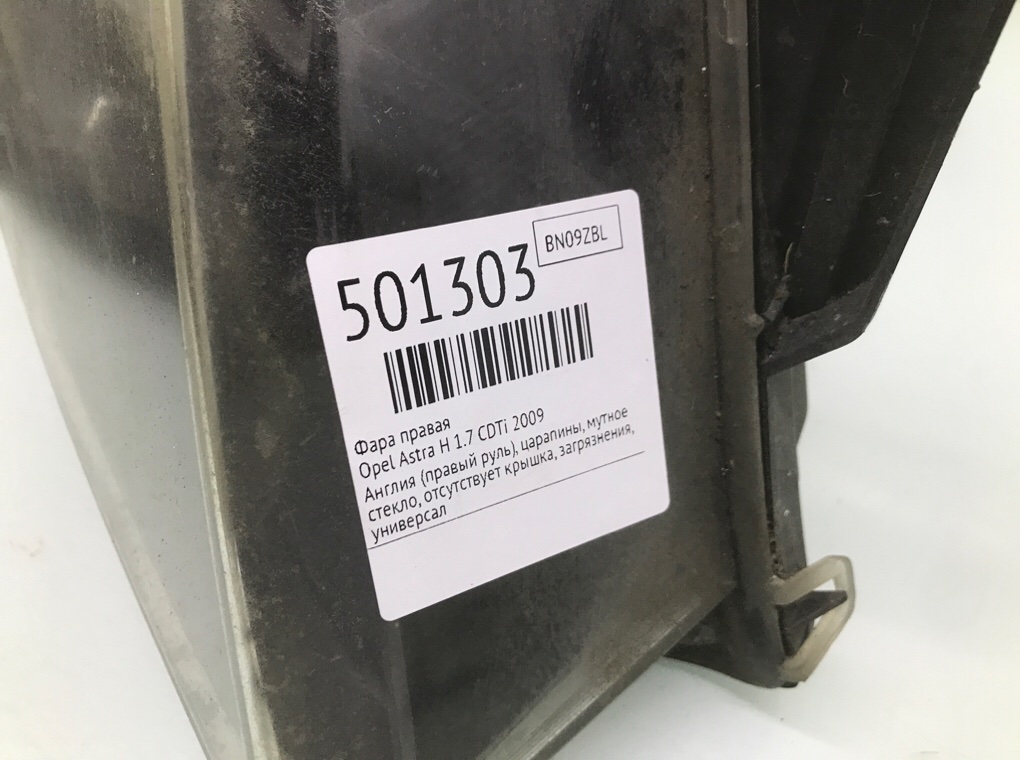 501303
BN09ZBL
Фара правая
Opel Astra H 1.7 CDTi 2009
Англия (правый руль), царапины, мутное
стекло, отсутствует крышка, загрязнения,
универсал